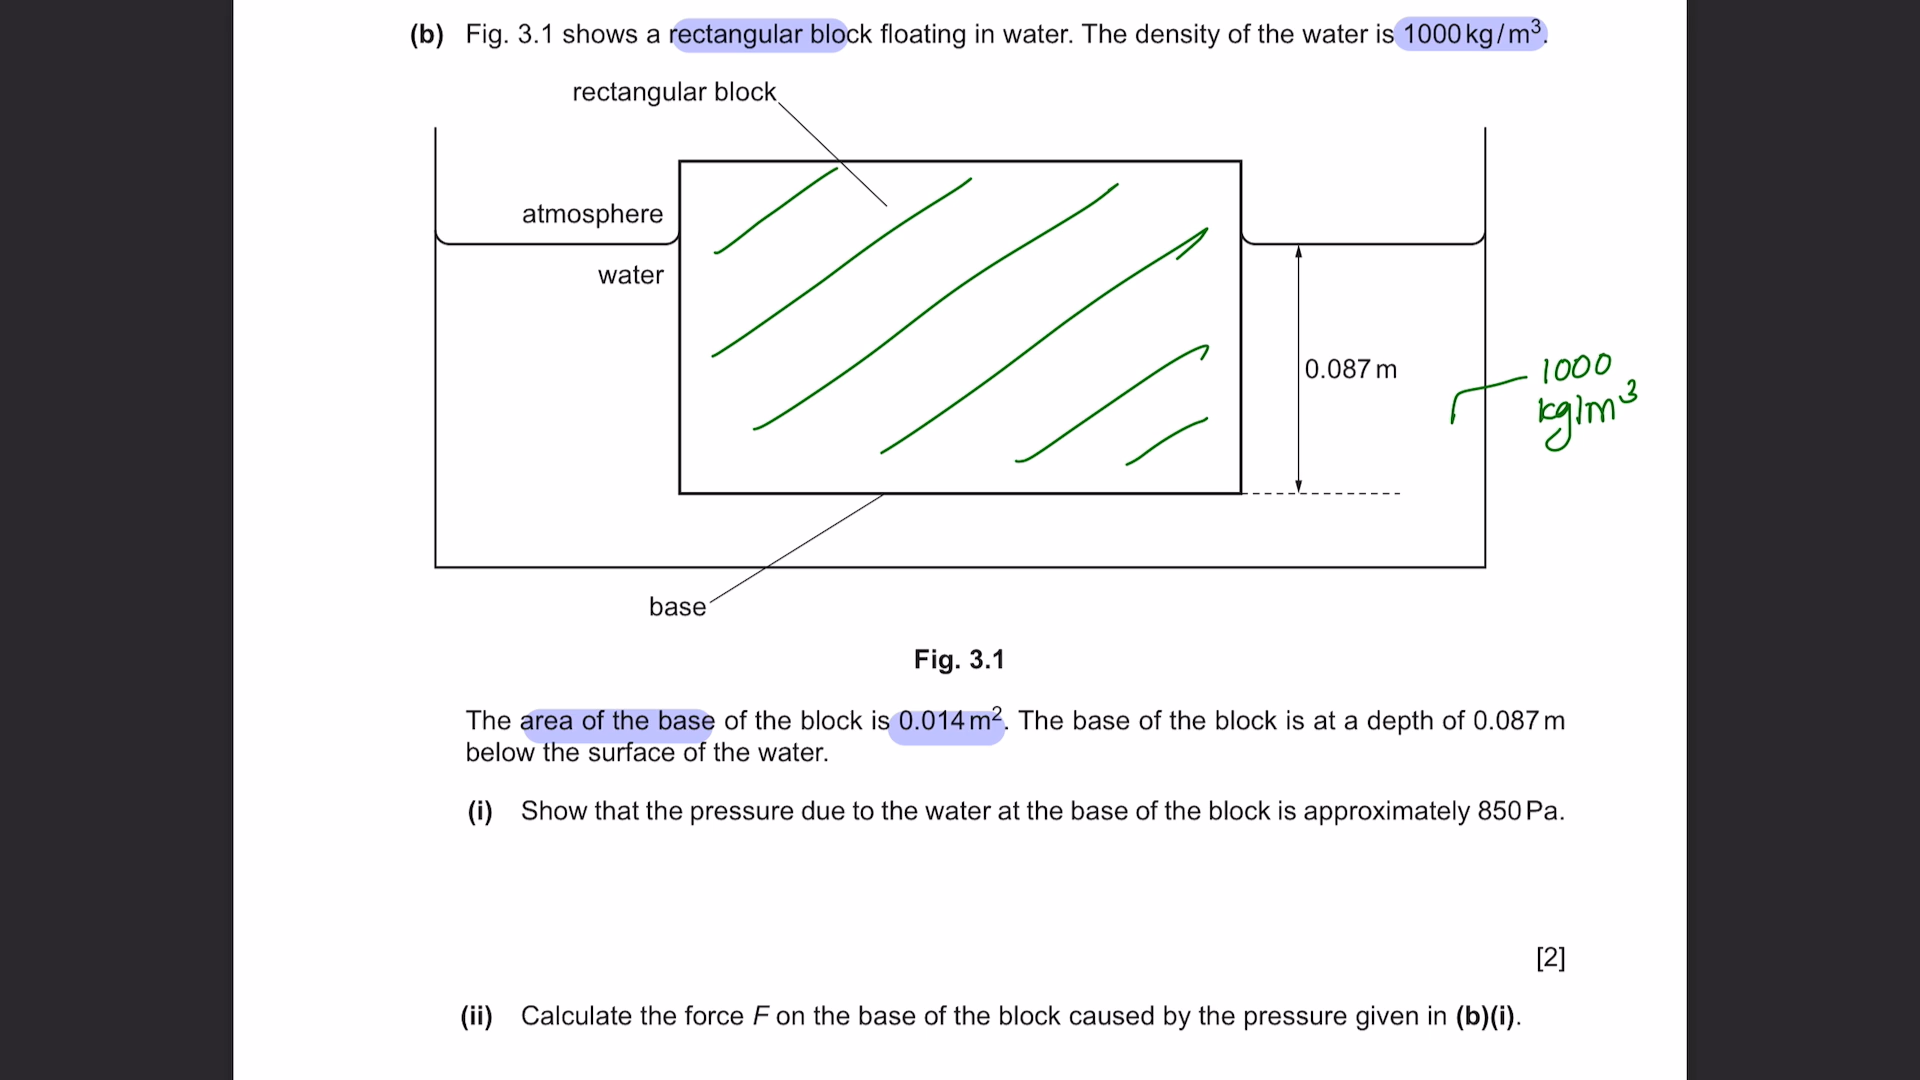 (b) Fig. 3.1 shows a rectangular block floating in water. The density of the water is 1000 kg/m³.
rectangular block
atmosphere
water
0.087 m
1000
kg/m³
base
Fig. 3.1
The area of the base of the block is 0.014 m². The base of the block is at a depth of 0.087 m
below the surface of the water.
(i) Show that the pressure due to the water at the base of the block is approximately 850 Pa.
[2]
(ii) Calculate the force F on the base of the block caused by the pressure given in (b)(i).